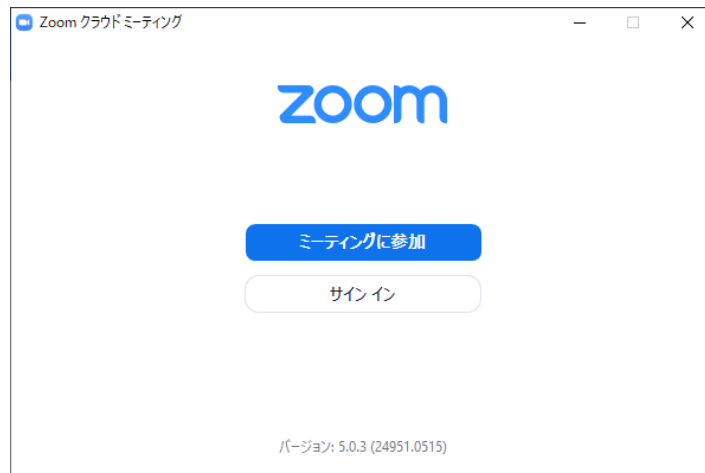 Zoom クラウド ミーティング
zoom
ミーティングに参加
サイン イン
バージョン: 5.0.3 (24951.0515)